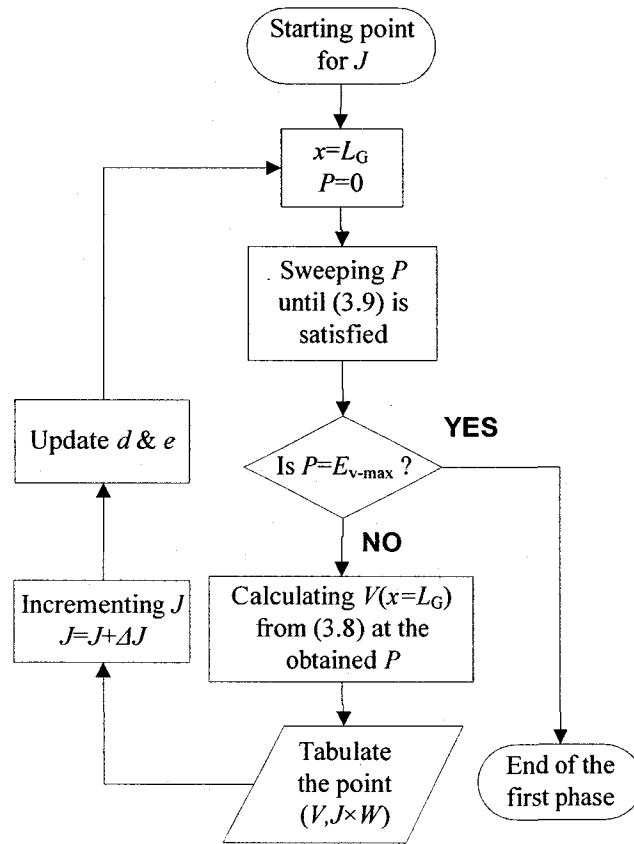 Starting point
for J
x=L_G
P=0
Sweeping P
until (3.9) is
satisfied
Update d & e
YES
Is P=E_v-max ?
NO
Incrementing J
J=J+ΔJ
Calculating V(x=L_G)
from (3.8) at the
obtained P
Tabulate
the point
(V,J×W)
End of the
first phase